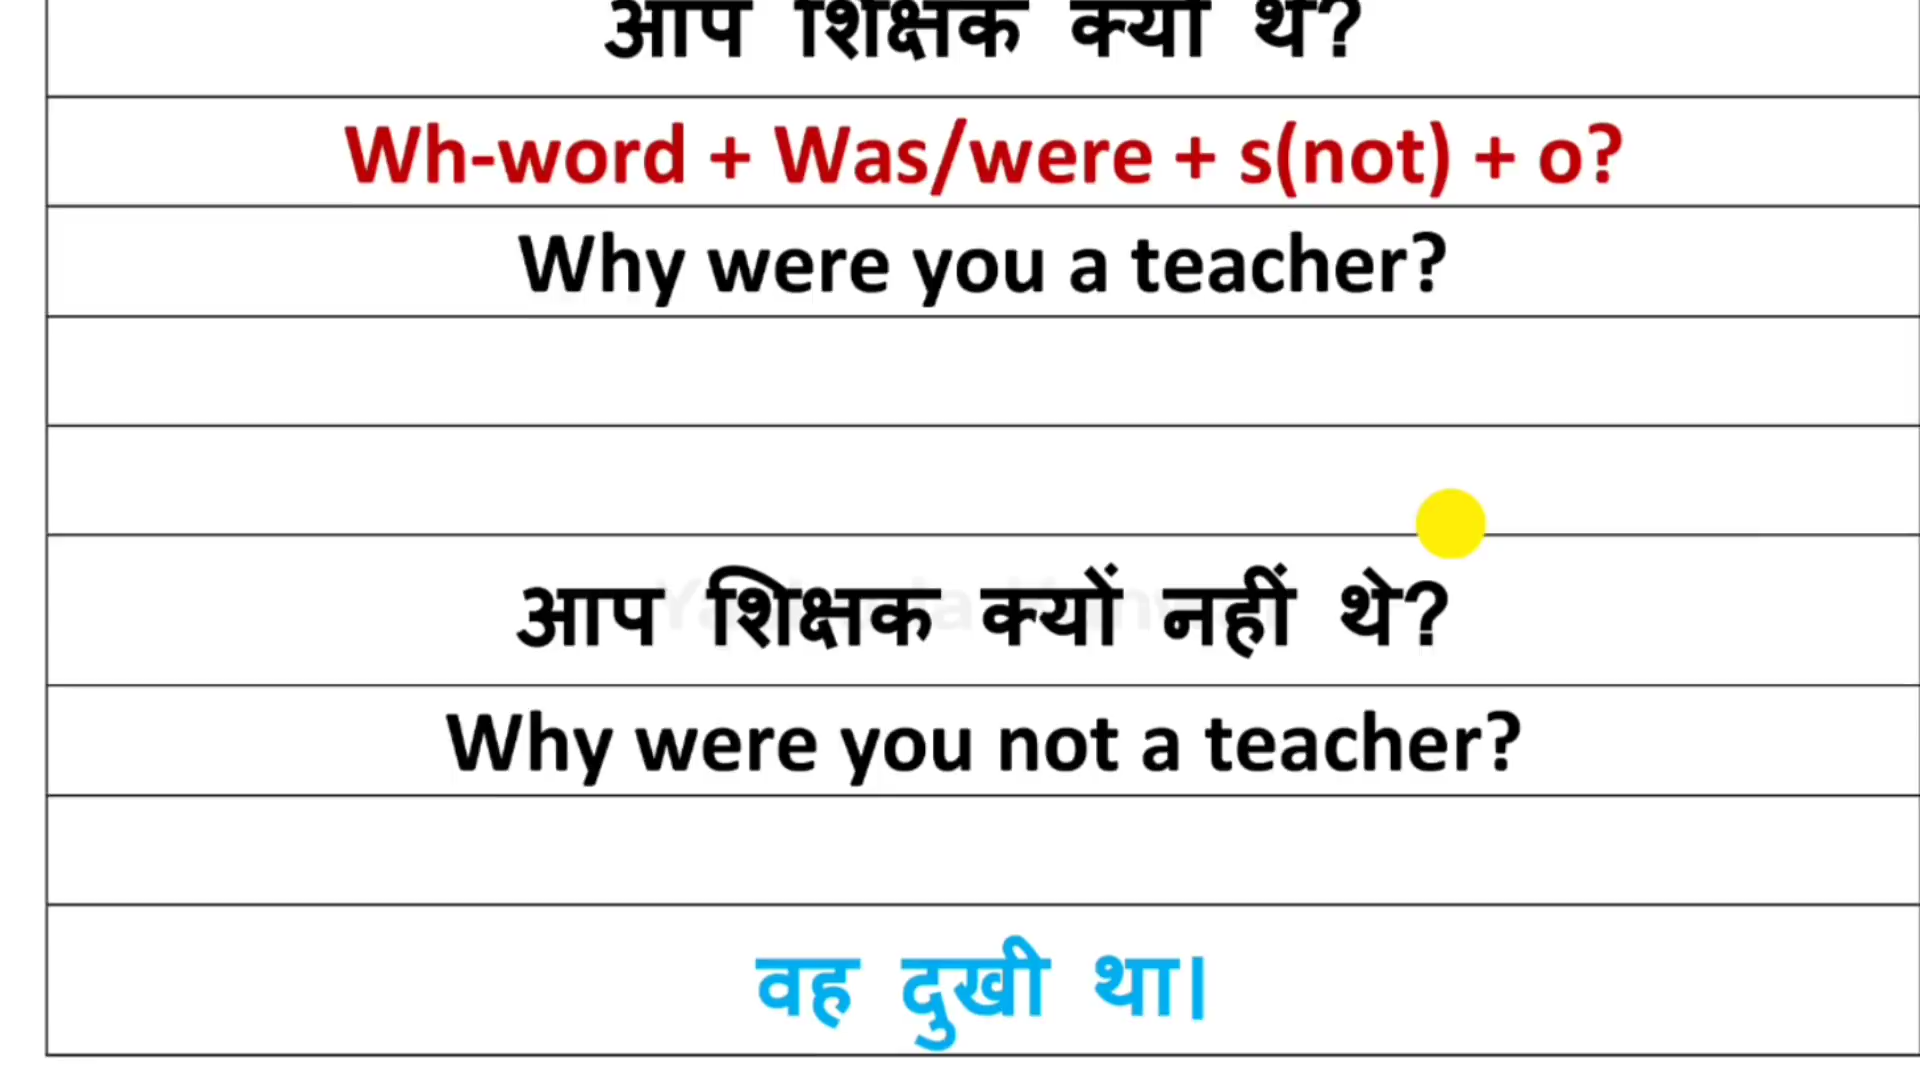 आप शिक्षक क्यों थे?
Wh-word + Was/were + s(not) + o?
Why were you a teacher?
आप शिक्षक क्यों नहीं थे?
Why were you not a teacher?
वह दुखी था।